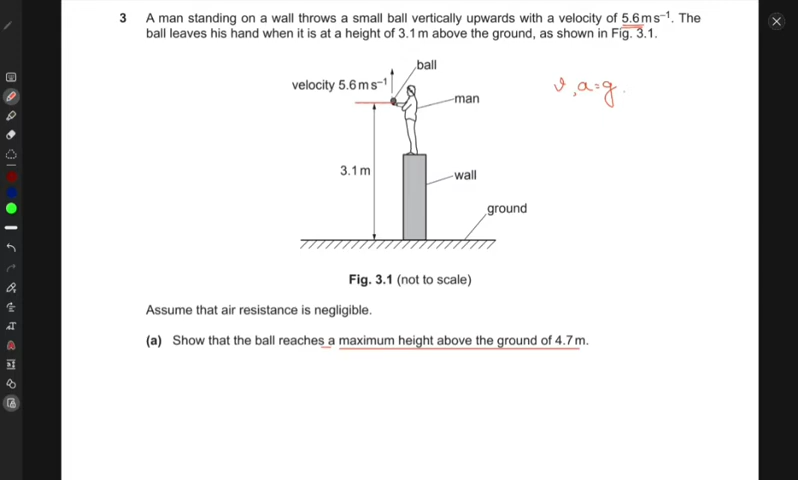 3 A man standing on a wall throws a small ball vertically upwards with a velocity of 5.6 m s⁻¹. The
ball leaves his hand when it is at a height of 3.1 m above the ground, as shown in Fig. 3.1.
ball
velocity 5.6 m s⁻¹
v, a=g.
man
3.1 m
wall
ground
Fig. 3.1 (not to scale)
Assume that air resistance is negligible.
(a) Show that the ball reaches a maximum height above the ground of 4.7 m.